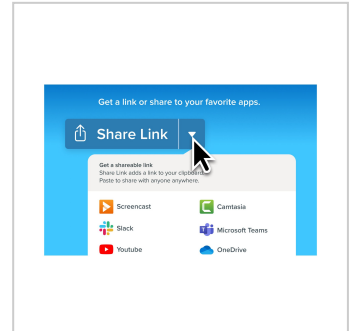 Get a link or share to your favorite apps.
Share Link
Get a shareable link
Share Link adds a link to your clipboard.
Paste to share with anyone anywhere.
Screencast
Camtasia
Slack
Microsoft Teams
Youtube
OneDrive